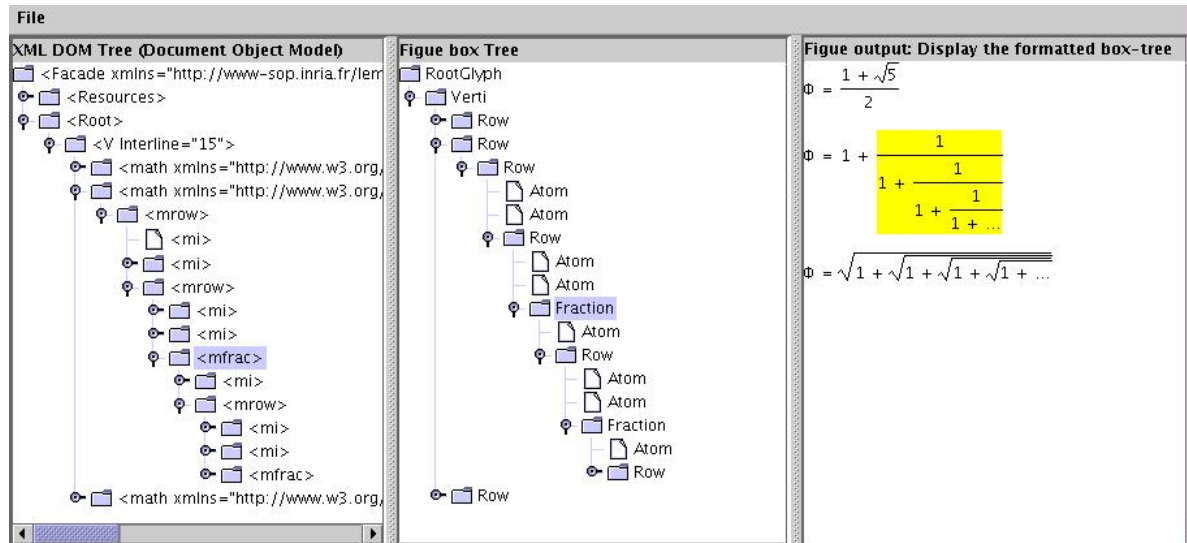 File
XML DOM Tree (Document Object Model)
<Facade xmlns="http://www-sop.inria.fr/lem
<Resources>
<Root>
<V Interline="15">
<math xmlns="http://www.w3.org/
<math xmlns="http://www.w3.org/
<mrow>
<mi>
<mi>
<mrow>
<mi>
<mi>
<mfrac>
<mi>
<mrow>
<mi>
<mi>
<mfrac>
<math xmlns="http://www.w3.org/
Figue box Tree
RootGlyph
Verti
Row
Row
Row
Atom
Atom
Row
Atom
Atom
Fraction
Atom
Row
Atom
Atom
Fraction
Atom
Row
Row
Figue output: Display the formatted box-tree
Φ = 1 + √5
2
Φ = 1 + 1
1 + 1
1 + 1
1 + ...
Φ = √1 + √1 + √1 + √1 + ...